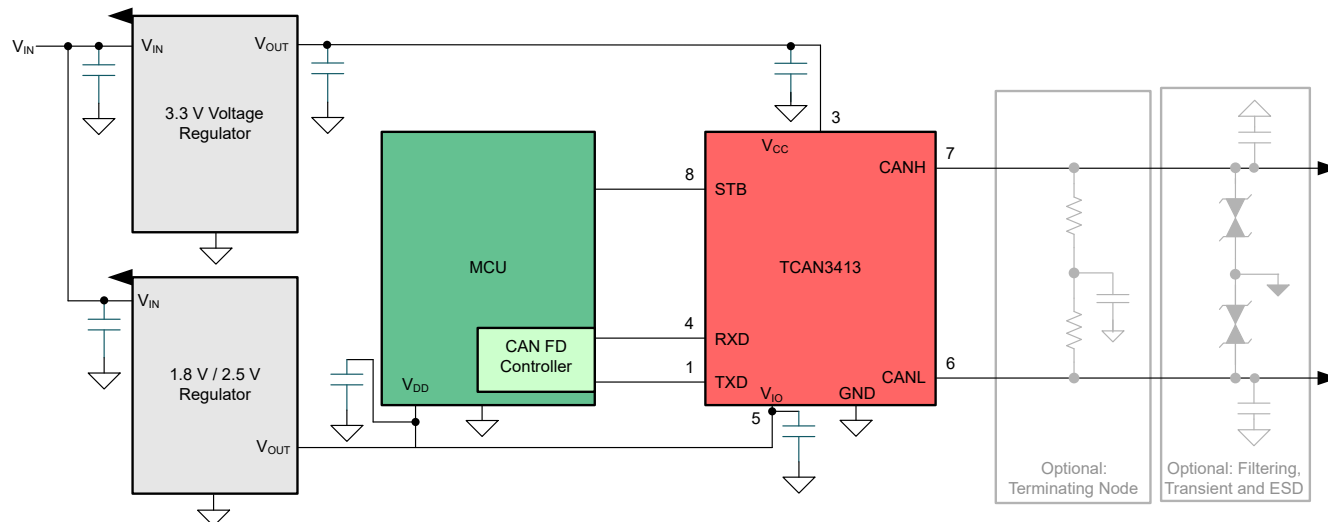 VIN
VIN
VOUT
3.3 V Voltage
Regulator
VIN
1.8 V / 2.5 V
Regulator
VOUT
MCU
CAN FD
Controller
VDD
8
4
1
5
3
VCC
STB
TCAN3413
RXD
TXD
VIO
GND
CANH
CANL
7
6
Optional:
Terminating Node
Optional: Filtering,
Transient and ESD